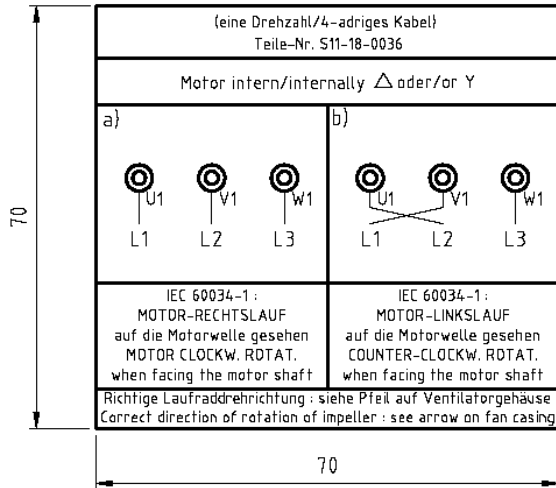 (eine Drehzahl/4-adriges Kabel)
Teile-Nr. S11-18-0036
Motor intern/internally △ oder/or Y
a)
U1 V1 W1
L1 L2 L3
b)
U1 V1 W1
L1 L2 L3
IEC 60034-1 :
MOTOR-RECHTSLAUF
auf die Motorwelle gesehen
MOTOR CLOCKW. ROTAT.
when facing the motor shaft
IEC 60034-1 :
MOTOR-LINKSLAUF
auf die Motorwelle gesehen
COUNTER-CLOCKW. ROTAT.
when facing the motor shaft
Richtige Laufraddrehrichtung : siehe Pfeil auf Ventilatorgehäuse
Correct direction of rotation of impeller : see arrow on fan casing
70
70